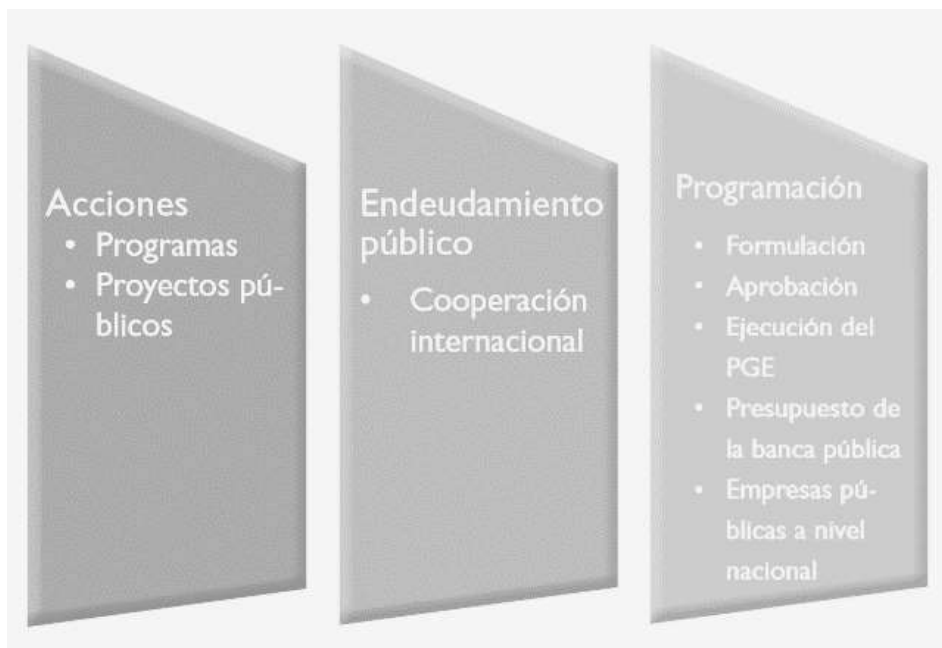 Acciones
• Programas
• Proyectos pú-
blicos
Endeudamiento
público
• Cooperación
internacional
Programación
• Formulación
• Aprobación
• Ejecución del
PGE
• Presupuesto de
la banca pública
• Empresas pú-
blicas a nivel
nacional